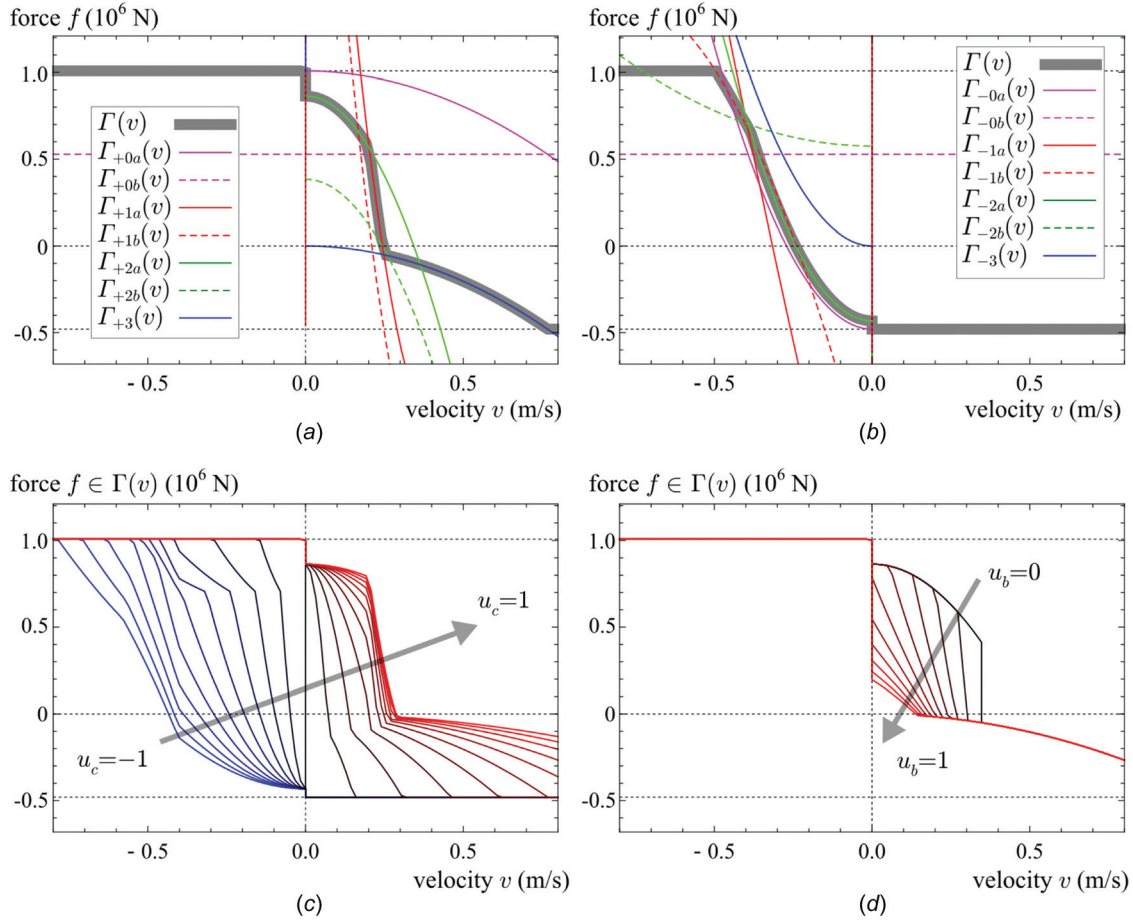 force f (10⁶ N)
1.0
0.5
0
-0.5
Γ(v)
Γ₊₀ₐ(v)
Γ₊₀b(v)
Γ₊₁ₐ(v)
Γ₊₁b(v)
Γ₊₂ₐ(v)
Γ₊₂b(v)
Γ₊₃(v)
- 0.5 0.0 0.5
velocity v (m/s)
(a)
force f (10⁶ N)
1.0
0.5
0
-0.5
Γ(v)
Γ₋₀ₐ(v)
Γ₋₀b(v)
Γ₋₁ₐ(v)
Γ₋₁b(v)
Γ₋₂ₐ(v)
Γ₋₂b(v)
Γ₋₃(v)
- 0.5 0.0 0.5
velocity v (m/s)
(b)
force f ∈ Γ(v) (10⁶ N)
1.0
0.5
0
-0.5
u_c=1
u_c=−1
- 0.5 0.0 0.5
velocity v (m/s)
(c)
force f ∈ Γ(v) (10⁶ N)
1.0
0.5
0
-0.5
u_b=0
u_b=1
- 0.5 0.0 0.5
velocity v (m/s)
(d)